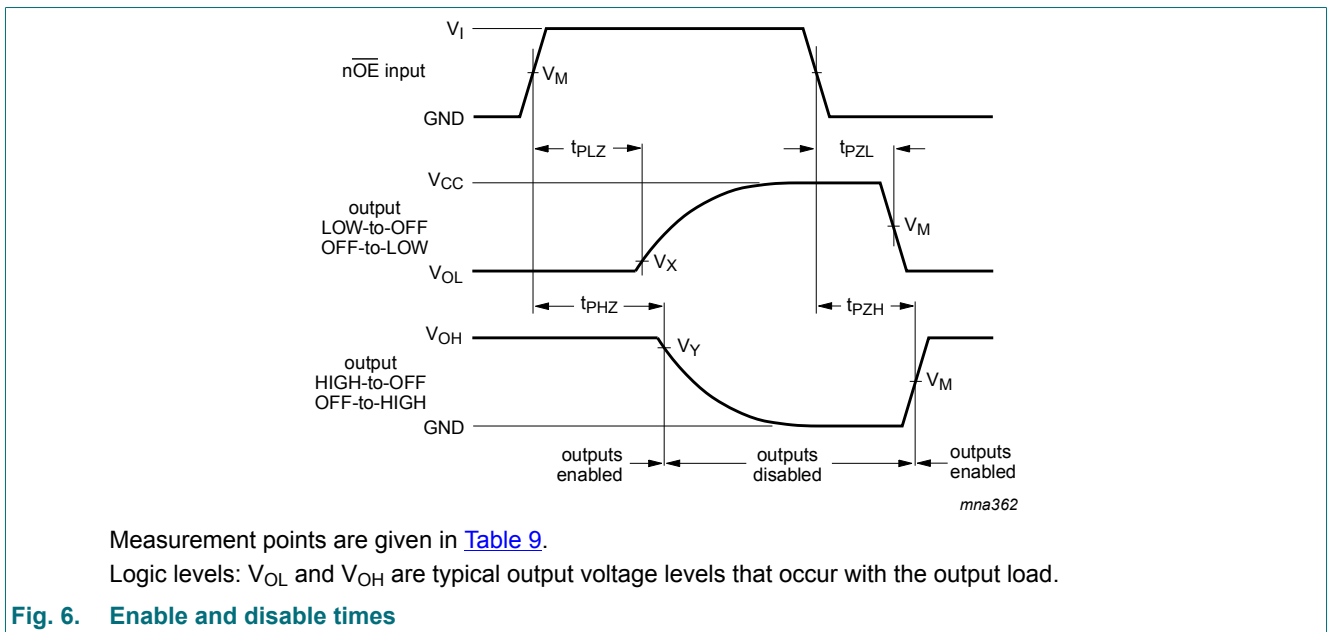 V_I
nOE input
V_M
GND
t_PLZ
t_PZL
V_CC
output
LOW-to-OFF
OFF-to-LOW
V_M
V_X
V_OL
t_PHZ
t_PZH
V_OH
V_Y
output
HIGH-to-OFF
OFF-to-HIGH
V_M
GND
outputs
enabled
outputs
disabled
outputs
enabled
mna362
Measurement points are given in Table 9.
Logic levels: V_OL and V_OH are typical output voltage levels that occur with the output load.
Fig. 6. Enable and disable times